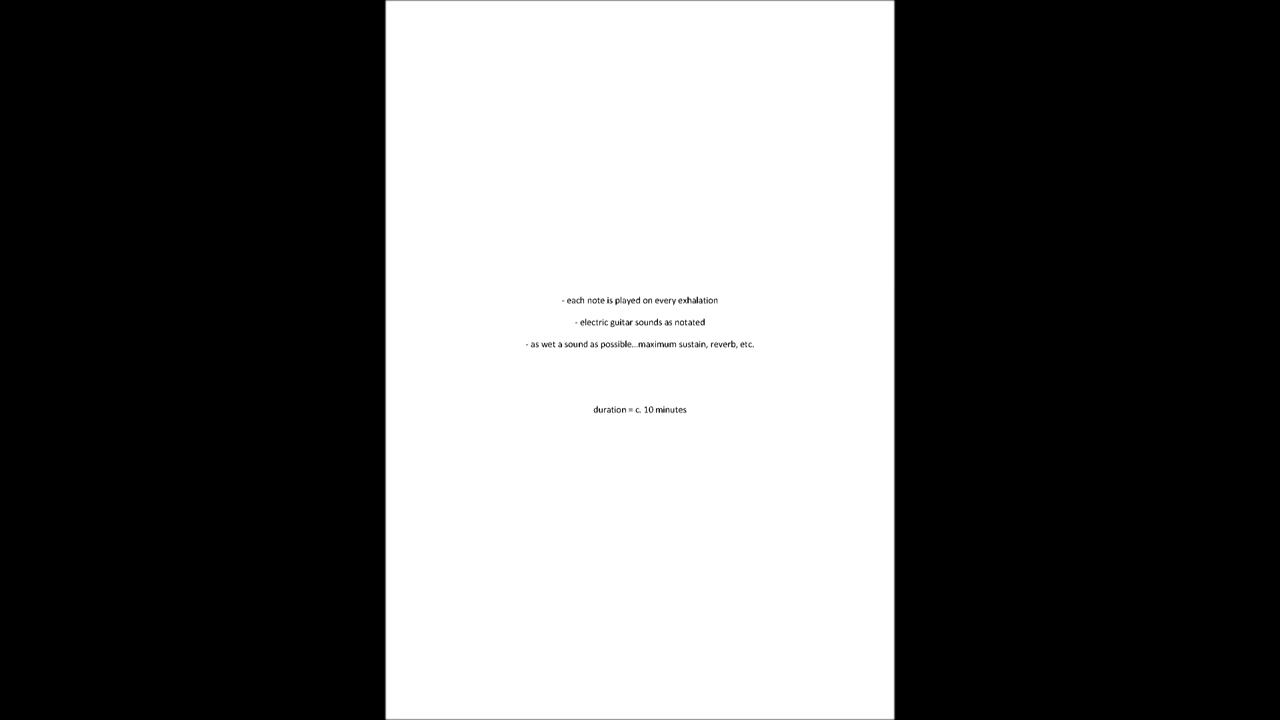 - each note is played on every exhalation
- electric guitar sounds as notated
- as wet a sound as possible...maximum sustain, reverb, etc.
duration = c. 10 minutes